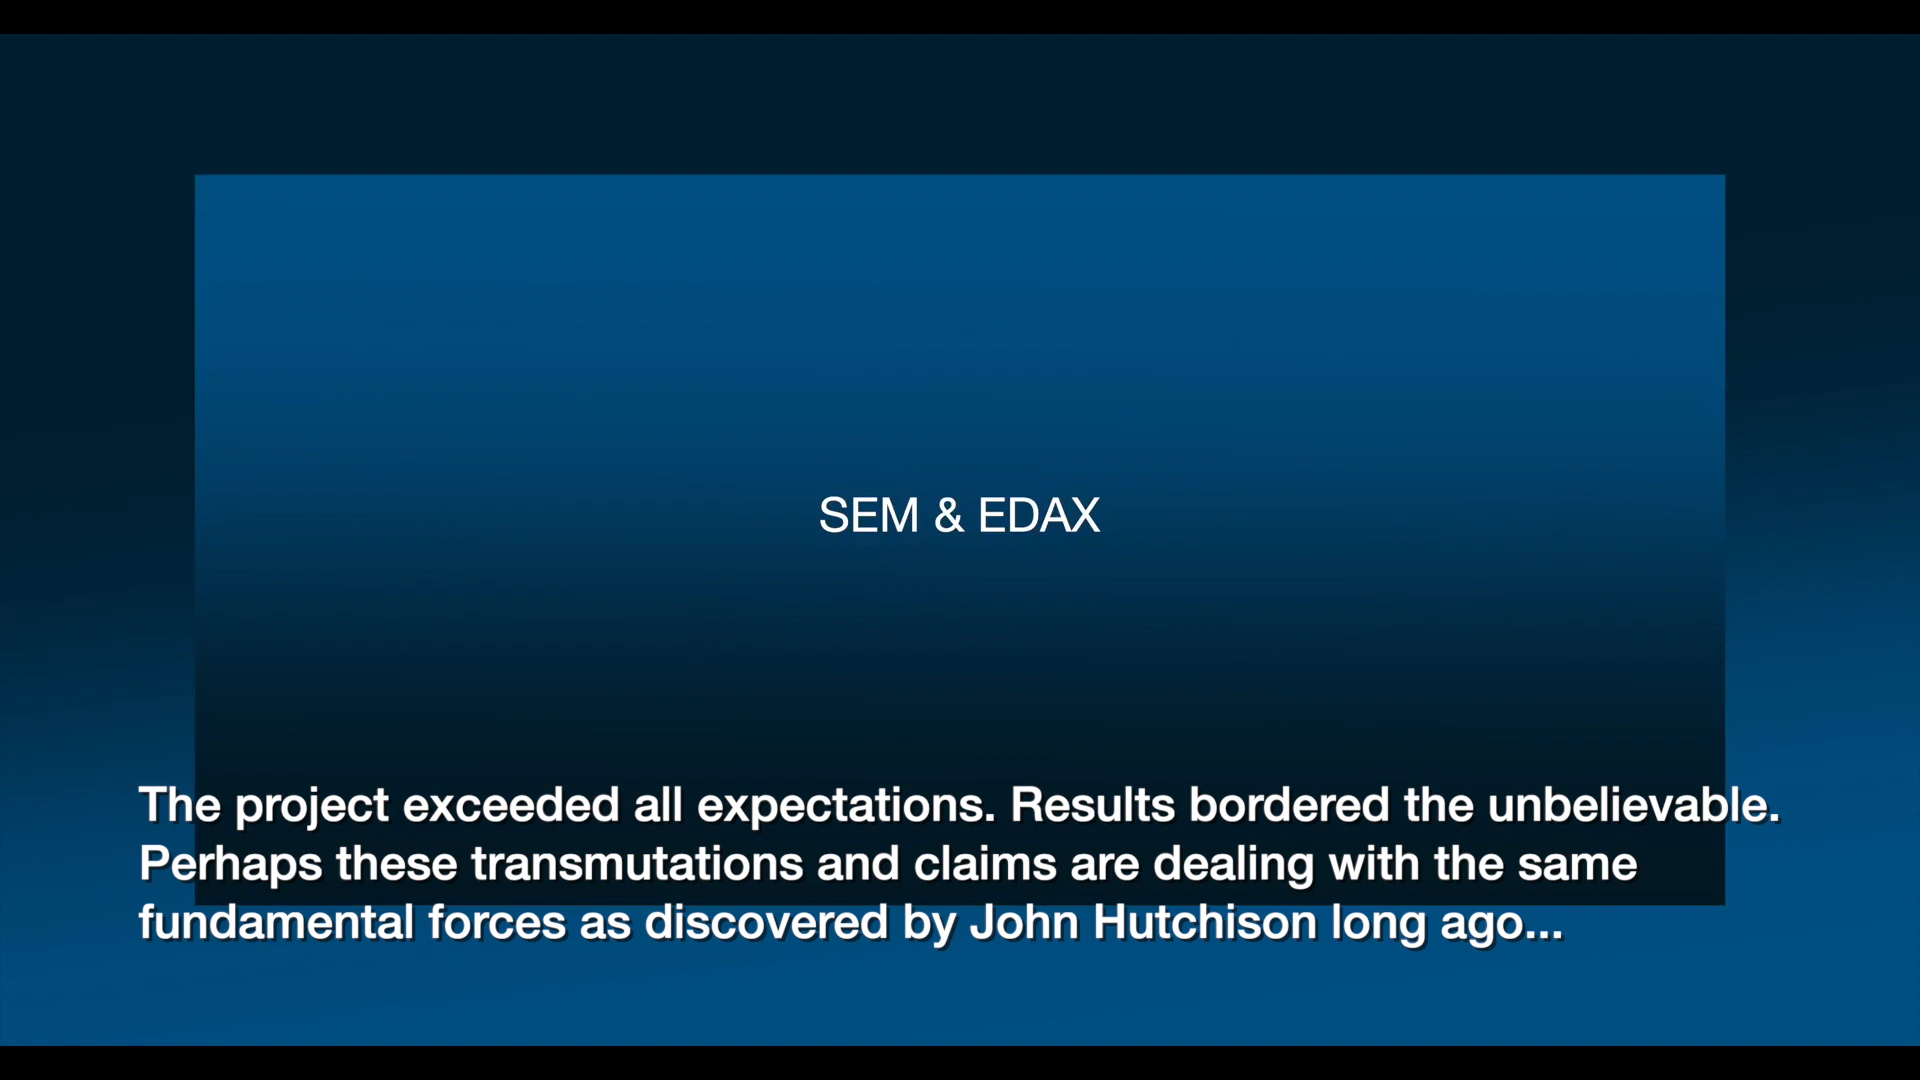 SEM & EDAX
The project exceeded all expectations. Results bordered the unbelievable.
Perhaps these transmutations and claims are dealing with the same
fundamental forces as discovered by John Hutchison long ago...